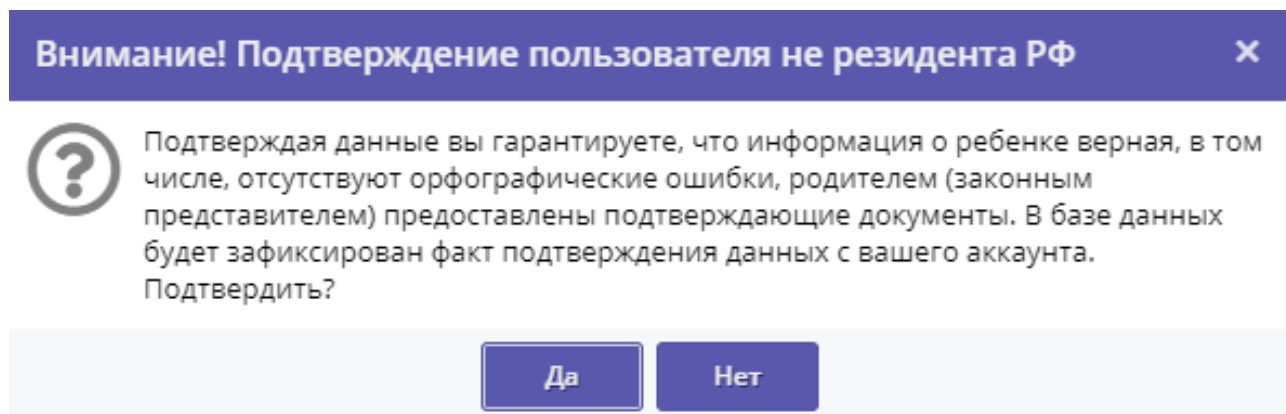 Внимание! Подтверждение пользователя не резидента РФ ×
Подтверждая данные вы гарантируете, что информация о ребенке верная, в том
числе, отсутствуют орфографические ошибки, родителем (законным
представителем) предоставлены подтверждающие документы. В базе данных
будет зафиксирован факт подтверждения данных с вашего аккаунта.
Подтвердить?
Да Нет